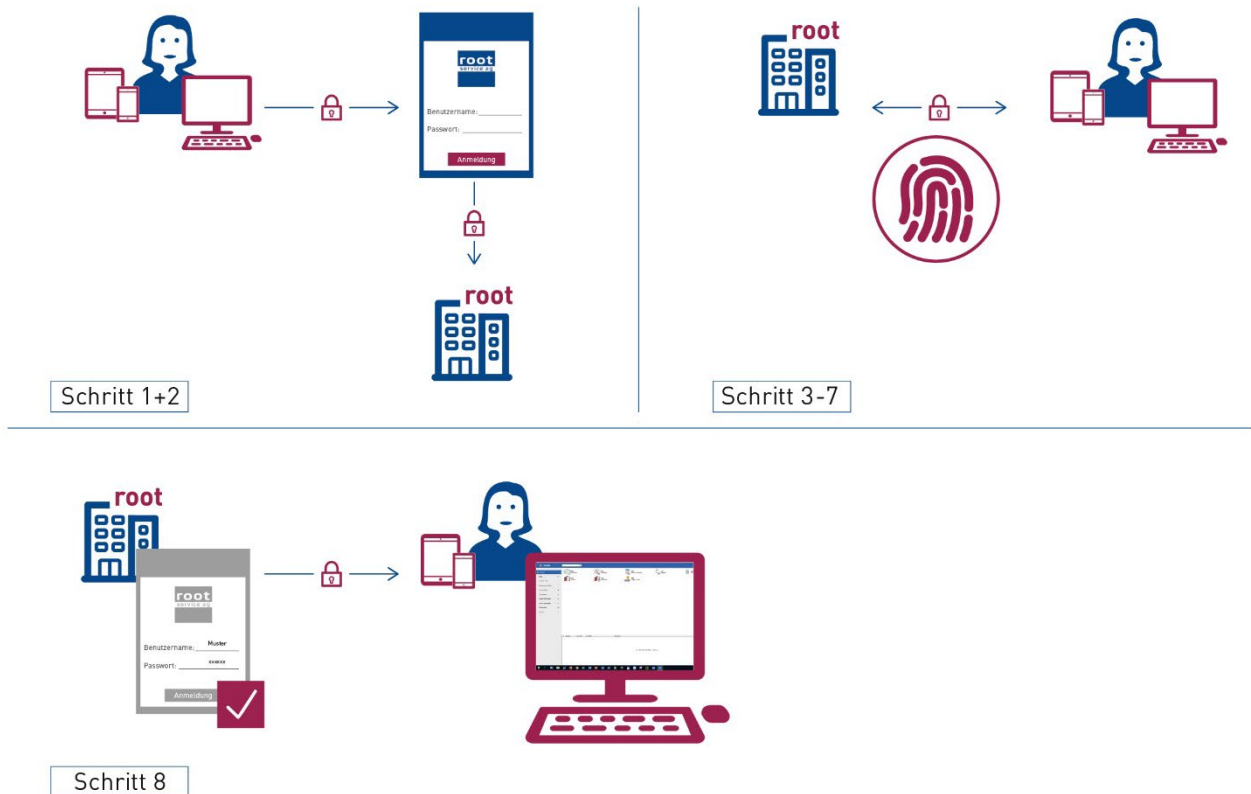 root
service ag
Benutzername:
Passwort:
Anmeldung
root
Schritt 1+2
root
Schritt 3-7
root
root
service ag
Benutzername: Muster
Passwort: xxxxxx
Anmeldung
Schritt 8